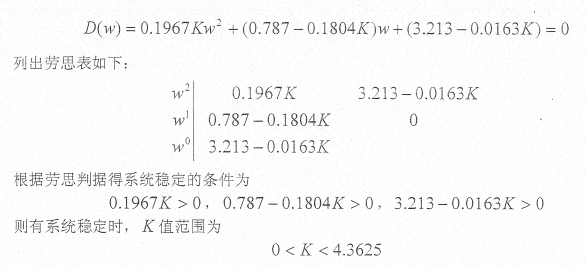 D(w) = 0.1967Kw² + (0.787 − 0.1804K)w + (3.213 − 0.0163K) = 0
列出劳思表如下：
w² 0.1967K 3.213 − 0.0163K
w¹ 0.787 − 0.1804K 0
w⁰ 3.213 − 0.0163K
根据劳思判据得系统稳定的条件为
0.1967K > 0，0.787 − 0.1804K > 0，3.213 − 0.0163K > 0
则有系统稳定时，K 值范围为
0 < K < 4.3625